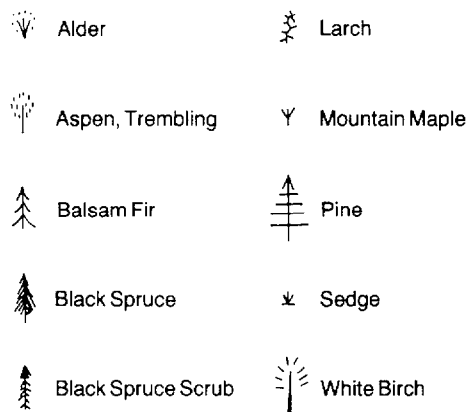 Alder
Larch
Aspen, Trembling
Mountain Maple
Balsam Fir
Pine
Black Spruce
Sedge
Black Spruce Scrub
White Birch